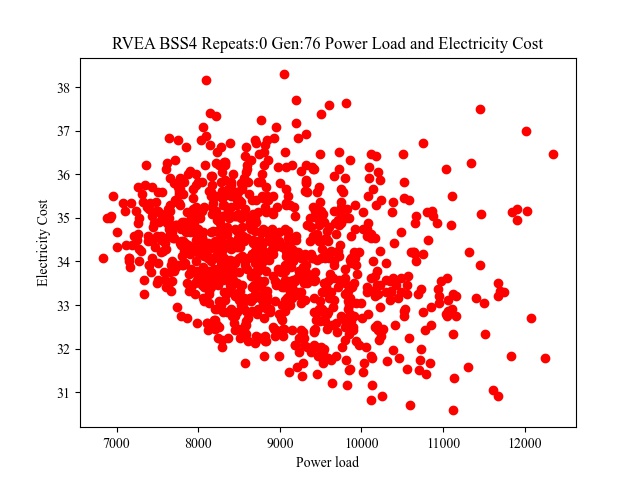 RVEA BSS4 Repeats:0 Gen:76 Power Load and Electricity Cost
38
37
36
35
34
33
32
31
Electricity Cost
7000 8000 9000 10000 11000 12000
Power load